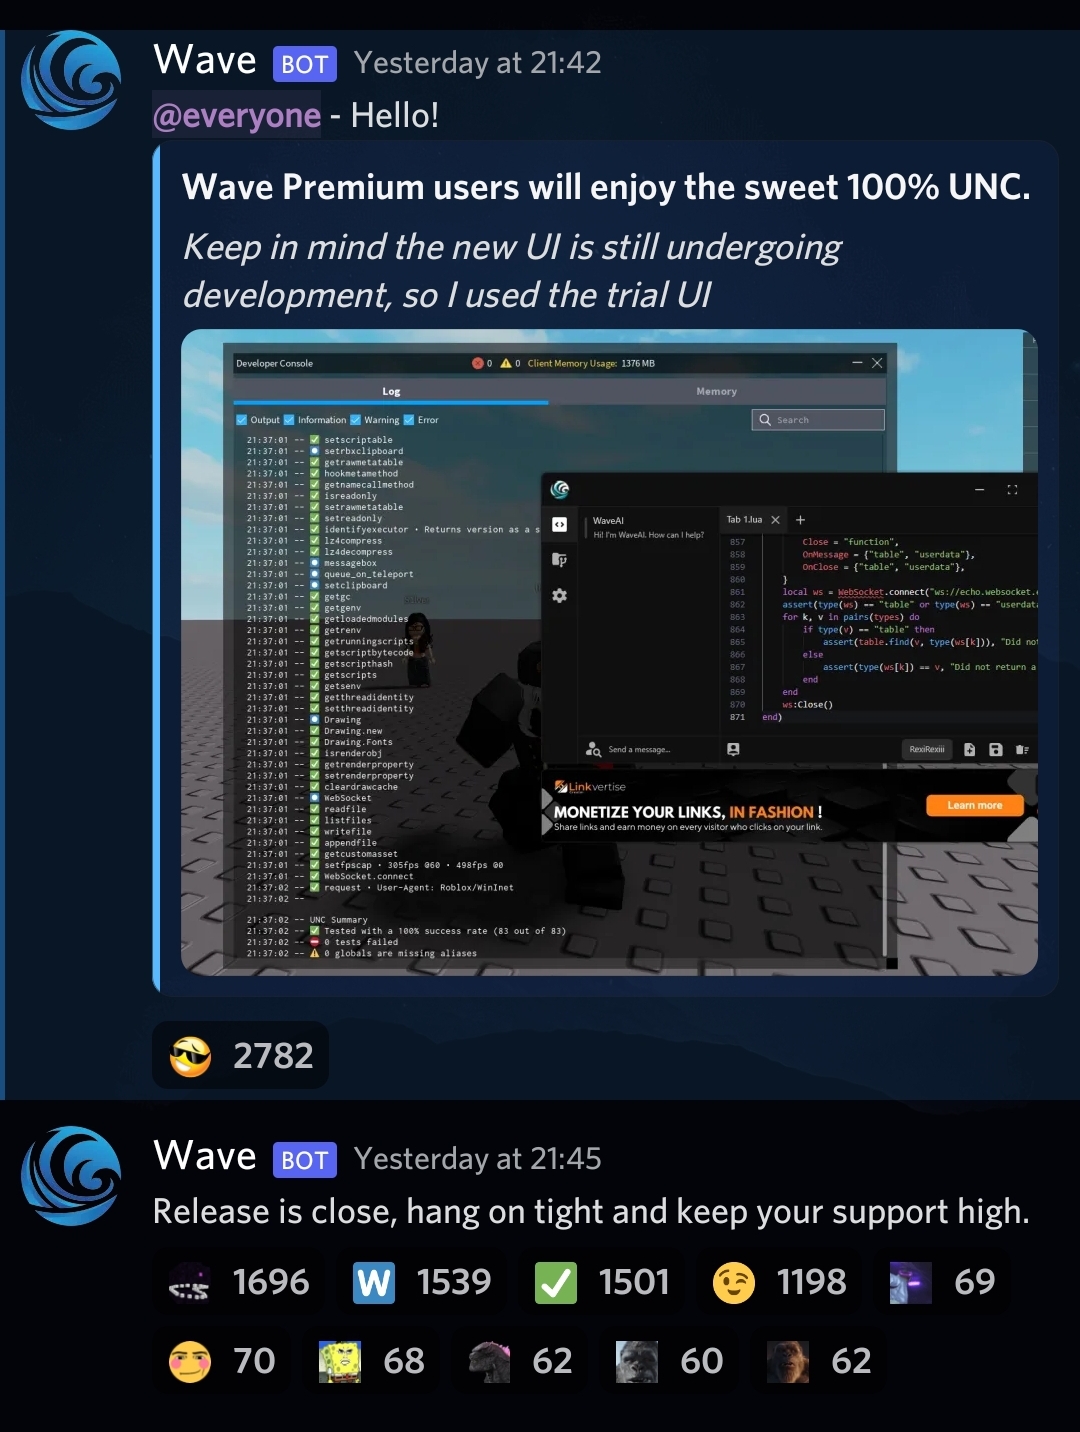 Wave BOT Yesterday at 21:42
@everyone - Hello!
Wave Premium users will enjoy the sweet 100% UNC.
Keep in mind the new UI is still undergoing
development, so I used the trial UI
Developer Console 0 0 Client Memory Usage: 1376 MB
Log Memory
Output Information Warning Error Search
21:37:01 -- ✅ setscriptable
21:37:01 -- setrbxclipboard
21:37:01 -- ✅ getrawmetatable
21:37:01 -- ✅ hookmetamethod
21:37:01 -- ✅ getnamecallmethod
21:37:01 -- ✅ isreadonly
21:37:01 -- ✅ setrawmetatable
21:37:01 -- ✅ setreadonly
21:37:01 -- ✅ identifyexecutor • Returns version as a s
21:37:01 -- ✅ lz4compress
21:37:01 -- ✅ lz4decompress
21:37:01 -- messagebox
21:37:01 -- queue_on_teleport
21:37:01 -- setclipboard
21:37:01 -- ✅ getgc
21:37:01 -- ✅ getgenv
21:37:01 -- ✅ getloadedmodules
21:37:01 -- ✅ getrenv
21:37:01 -- ✅ getrunningscripts
21:37:01 -- ✅ getscriptbytecode
21:37:01 -- ✅ getscripthash
21:37:01 -- ✅ getscripts
21:37:01 -- ✅ getsenv
21:37:01 -- ✅ getthreadidentity
21:37:01 -- ✅ setthreadidentity
21:37:01 -- Drawing
21:37:01 -- ✅ Drawing.new
21:37:01 -- ✅ Drawing.Fonts
21:37:01 -- ✅ isrenderobj
21:37:01 -- ✅ getrenderproperty
21:37:01 -- ✅ setrenderproperty
21:37:01 -- ✅ cleardrawcache
21:37:01 -- WebSocket
21:37:01 -- ✅ readfile
21:37:01 -- ✅ listfiles
21:37:01 -- ✅ writefile
21:37:01 -- ✅ appendfile
21:37:01 -- ✅ getcustomasset
21:37:01 -- ✅ setfpscap • 305fps @60 • 498fps @0
21:37:01 -- ✅ WebSocket.connect
21:37:02 -- ✅ request • User-Agent: Roblox/WinInet
21:37:02 --
21:37:02 -- UNC Summary
21:37:02 -- ✅ Tested with a 100% success rate (83 out of 83)
21:37:02 -- ⛔ 0 tests failed
21:37:02 -- ⚠ 0 globals are missing aliases
WaveAI
Hi! I'm WaveAI. How can I help?
Send a message...
Tab 1.lua
857 Close = "function",
858 OnMessage = {"table", "userdata"},
859 OnClose = {"table", "userdata"},
860 }
861 local ws = WebSocket.connect("ws://echo.websocket.
862 assert(type(ws) == "table" or type(ws) == "userdata
863 for k, v in pairs(types) do
864 if type(v) == "table" then
865 assert(table.find(v, type(ws[k])), "Did not
866 else
867 assert(type(ws[k]) == v, "Did not return a
868 end
869 end
870 ws:Close()
871 end)
RexiRexiii
Linkvertise
MONETIZE YOUR LINKS, IN FASHION !
Share links and earn money on every visitor who clicks on your link.
Learn more
2782
Wave BOT Yesterday at 21:45
Release is close, hang on tight and keep your support high.
1696 W 1539 1501 1198 69
70 68 62 60 62